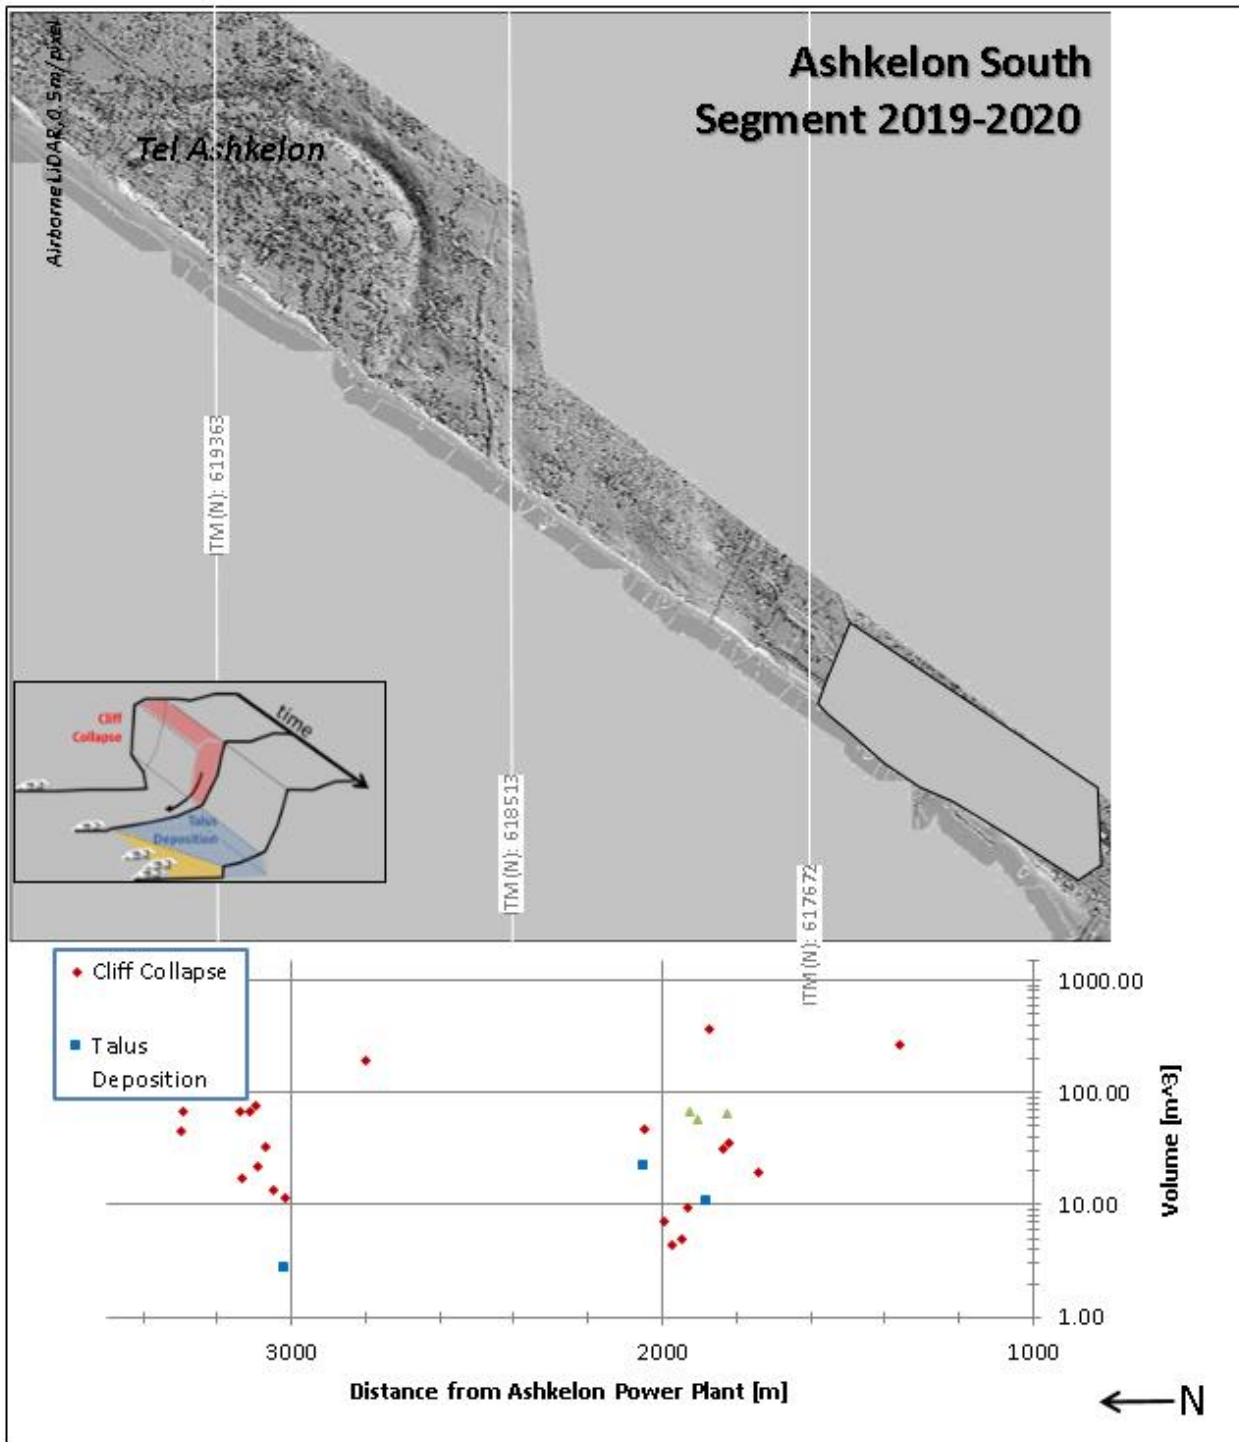 Ashkelon South
Segment 2019-2020
Airborne LiDAR, 0.5m/pixel
Tel Ashkelon
ITM (N): 619363
ITM (N): 618513
ITM (N): 617672
Cliff
Collapse
time
Talus
Deposition
Cliff Collapse
Talus
Deposition
1000.00
100.00
10.00
1.00
Volume [m^3]
3000
2000
1000
Distance from Ashkelon Power Plant [m]
N